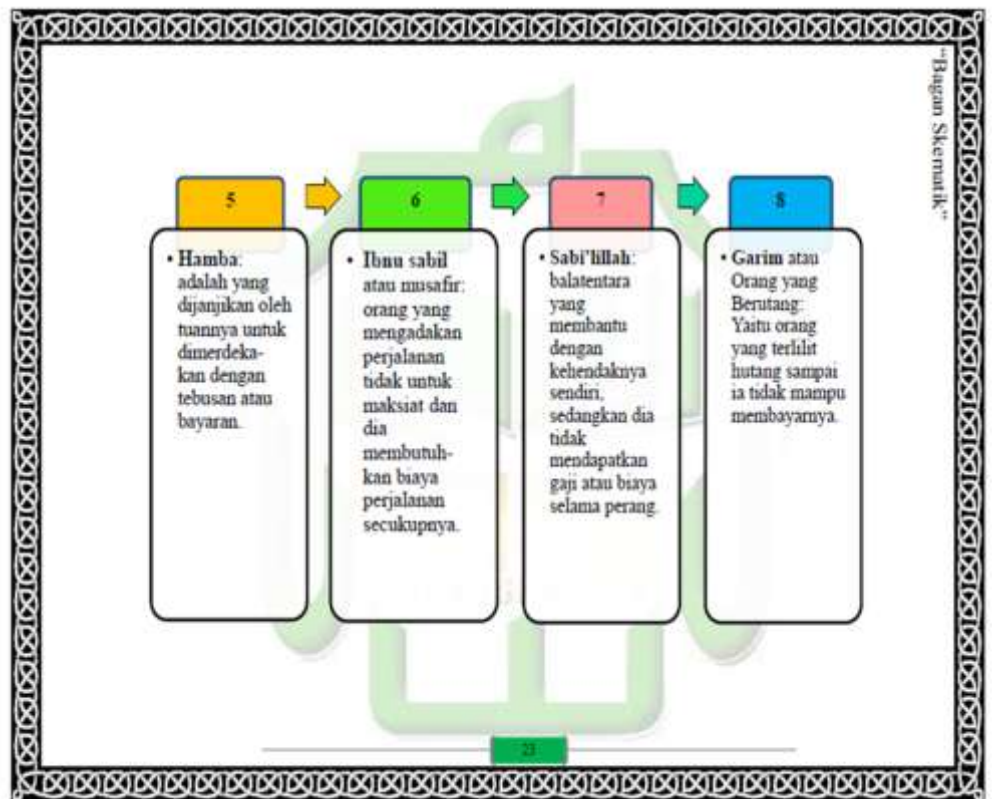 "Bagan Skematik"
5
• Hamba:
adalah yang
dijanjikan oleh
tuannya untuk
dimerdeka-
kan dengan
tebusan atau
bayaran.
6
• Ibnu sabil
atau musafir:
orang yang
mengadakan
perjalanan
tidak untuk
maksiat dan
dia
membutuh-
kan biaya
perjalanan
secukupnya.
7
• Sabi'lillah:
balatentara
yang
membantu
dengan
kehendaknya
sendiri,
sedangkan dia
tidak
mendapatkan
gaji atau biaya
selama perang.
8
• Garim atau
Orang yang
Berutang:
Yaitu orang
yang terlilit
hutang sampai
ia tidak mampu
membayarnya.
23